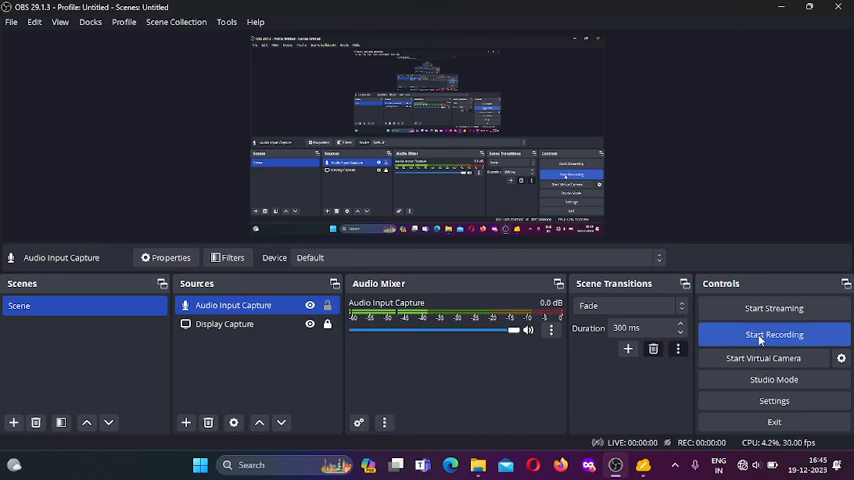 OBS 29.1.3 - Profile: Untitled - Scenes: Untitled
File Edit View Docks Profile Scene Collection Tools Help
Audio Input Capture Properties Filters Device Default
Scenes Sources Audio Mixer Scene Transitions Controls
Scene
Audio Input Capture
Display Capture
Audio Input Capture 0.0 dB
-60 -55 -50 -45 -40 -35 -30 -25 -20 -15 -10 -5 0
Fade
Duration 300 ms
Start Streaming
Start Recording
Start Virtual Camera
Studio Mode
Settings
Exit
LIVE: 00:00:00 REC: 00:00:00 CPU: 4.2%, 30.00 fps
Search
ENG
IN
16:45
19-12-2023